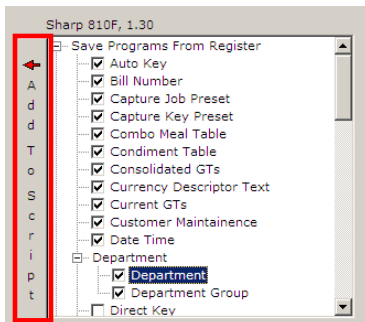 Sharp 810F, 1.30
Add To Script
Save Programs From Register
Auto Key
Bill Number
Capture Job Preset
Capture Key Preset
Combo Meal Table
Condiment Table
Consolidated GTs
Currency Descriptor Text
Current GTs
Customer Maintainence
Date Time
Department
Department
Department Group
Direct Key